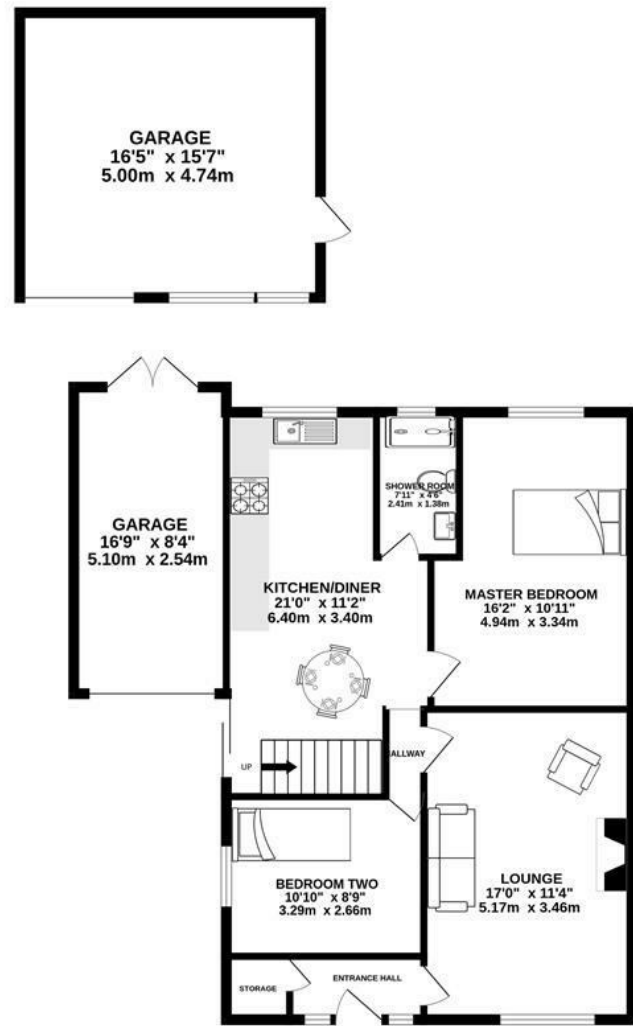 GARAGE
16'5" x 15'7"
5.00m x 4.74m
GARAGE
16'9" x 8'4"
5.10m x 2.54m
SHOWER ROOM
7'11" x 4'6"
2.41m x 1.38m
KITCHEN/DINER
21'0" x 11'2"
6.40m x 3.40m
MASTER BEDROOM
16'2" x 10'11"
4.94m x 3.34m
UP
ALLWAY
BEDROOM TWO
10'10" x 8'9"
3.29m x 2.66m
LOUNGE
17'0" x 11'4"
5.17m x 3.46m
STORAGE
ENTRANCE HALL